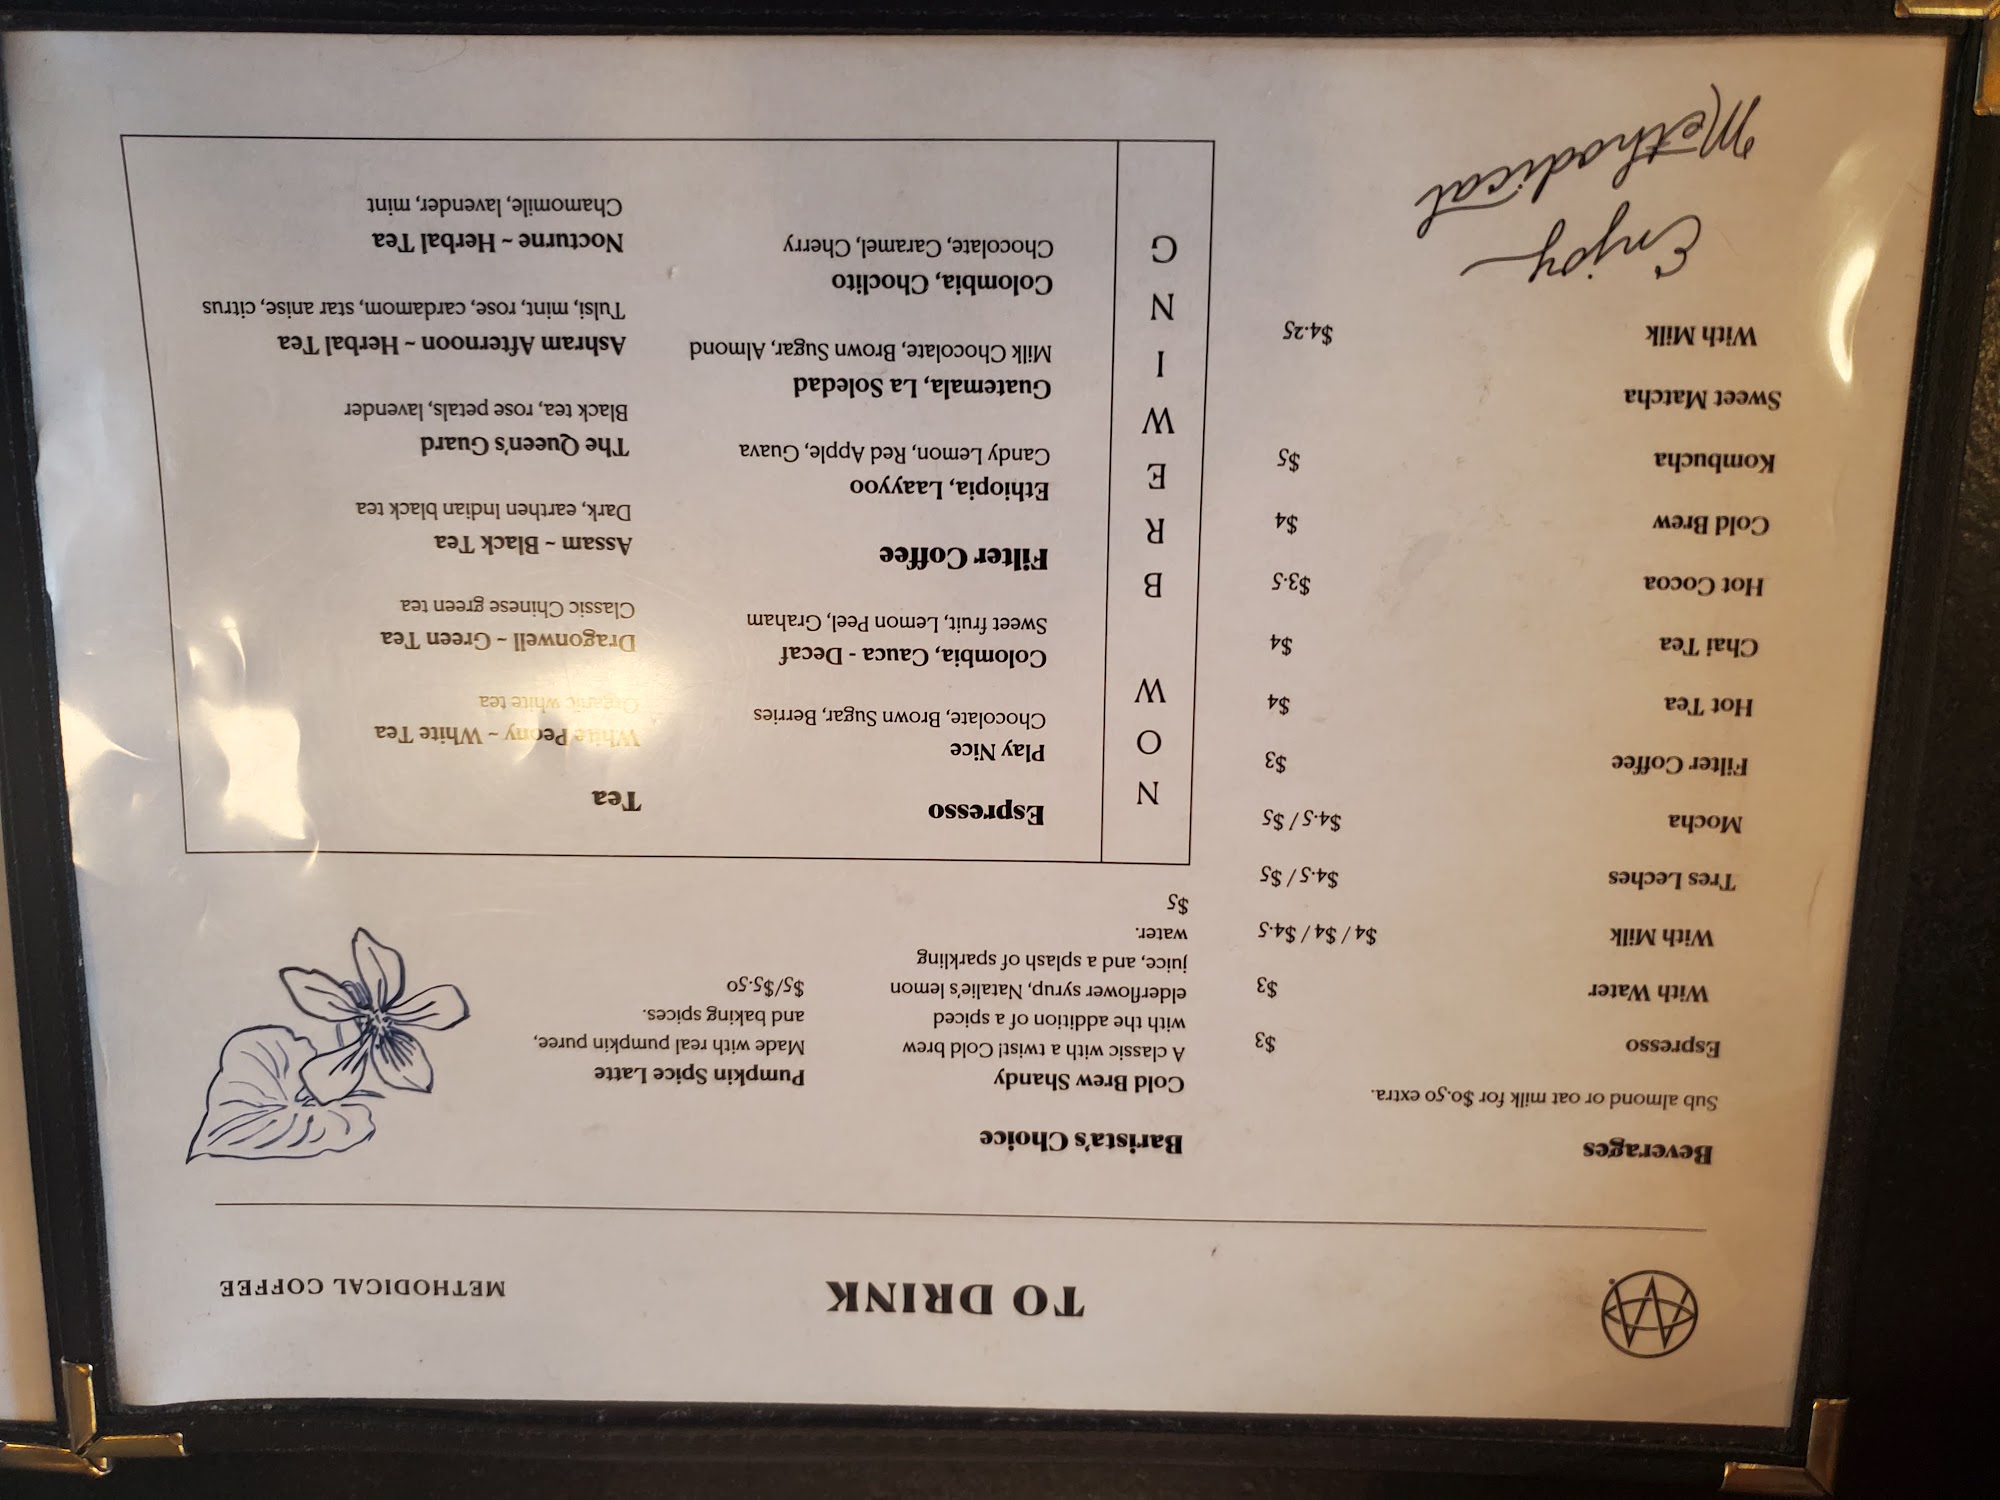 TO DRINK
METHODICAL COFFEE
Beverages
Sub almond or oat milk for $0.50 extra.
Espresso $3
With Water $3
With Milk $4 / $4 / $4.5
Tres Leches $4.5 / $5
Mocha $4.5 / $5
Filter Coffee $3
Hot Tea $4
Chai Tea $4
Hot Cocoa $3.5
Cold Brew $4
Kombucha $5
Sweet Matcha
With Milk $4.25
Enjoy
Methodical
Barista's Choice
Cold Brew Shandy
A classic with a twist! Cold brew
with the addition of a spiced
elderflower syrup, Natalie's lemon
juice, and a splash of sparkling
water.
$5
Pumpkin Spice Latte
Made with real pumpkin puree,
and baking spices.
$5/$5.50
NOW BREWING
Espresso
Play Nice
Chocolate, Brown Sugar, Berries
Colombia, Cauca - Decaf
Sweet fruit, Lemon Peel, Graham
Filter Coffee
Ethiopia, Laayyoo
Candy Lemon, Red Apple, Guava
Guatemala, La Soledad
Milk Chocolate, Brown Sugar, Almond
Colombia, Choclito
Chocolate, Caramel, Cherry
Tea
White Peony ~ White Tea
Organic white tea
Dragonwell ~ Green Tea
Classic Chinese green tea
Assam ~ Black Tea
Dark, earthen Indian black tea
The Queen's Guard
Black tea, rose petals, lavender
Ashram Afternoon ~ Herbal Tea
Tulsi, mint, rose, cardamom, star anise, citrus
Nocturne ~ Herbal Tea
Chamomile, lavender, mint